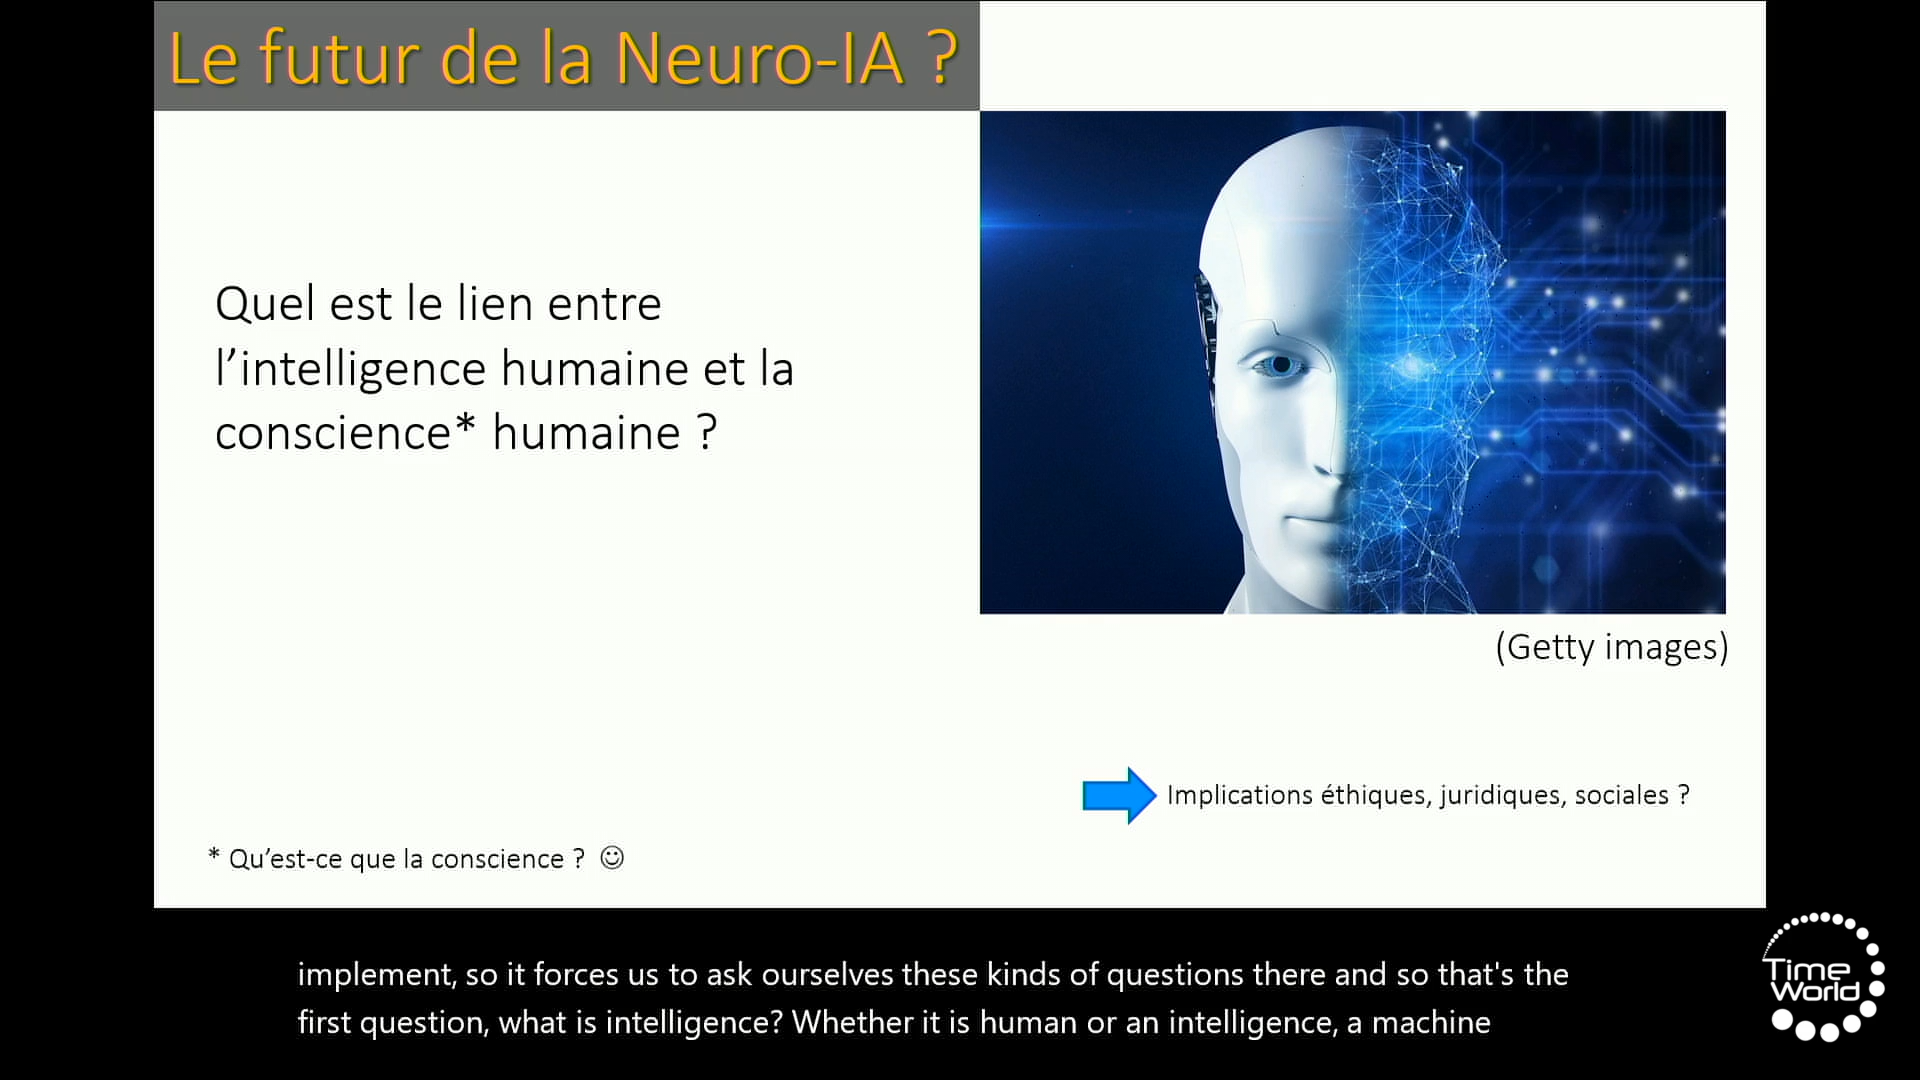 Le futur de la Neuro-IA ?
Quel est le lien entre
l’intelligence humaine et la
conscience* humaine ?
(Getty images)
Implications éthiques, juridiques, sociales ?
* Qu’est-ce que la conscience ? ☺
implement, so it forces us to ask ourselves these kinds of questions there and so that's the
first question, what is intelligence? Whether it is human or an intelligence, a machine
Time
World